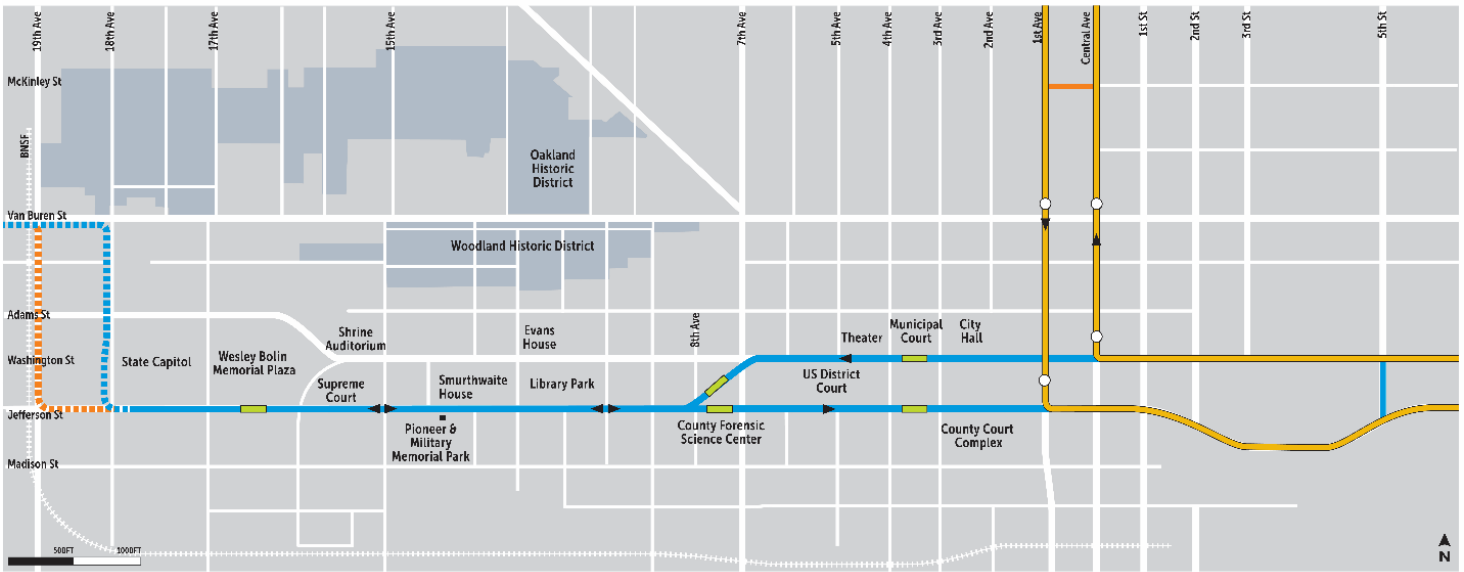 19th Ave
18th Ave
17th Ave
15th Ave
7th Ave
5th Ave
4th Ave
3rd Ave
2nd Ave
1st Ave
Central Ave
1st St
2nd St
3rd St
5th St
McKinley St
BNSF
Oakland
Historic
District
Van Buren St
Woodland Historic District
Adams St
Shrine
Auditorium
Evans
House
8th Ave
Theater
Municipal
Court
City
Hall
Washington St
State Capitol
Wesley Bolin
Memorial Plaza
Supreme
Court
Smurthwaite
House
Library Park
US District
Court
Jefferson St
Pioneer &
Military
Memorial Park
County Forensic
Science Center
County Court
Complex
Madison St
500FT
1000FT
N